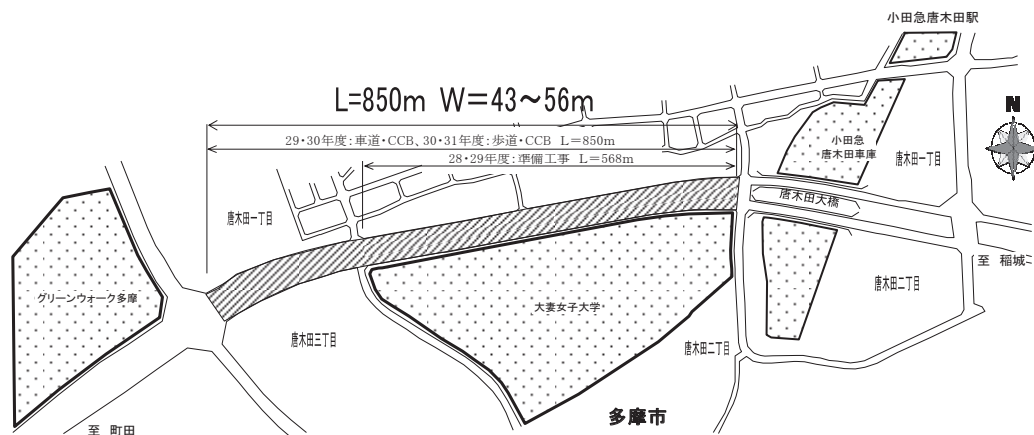 小田急唐木田駅
L=850m W=43～56m
29・30年度：車道・CCB、30・31年度：歩道・CCB L=850m
28・29年度：準備工事 L=568m
N
小田急
唐木田車庫
唐木田一丁目
唐木田大橋
唐木田一丁目
至 稲城
唐木田二丁目
グリーンウォーク多摩
大妻女子大学
唐木田三丁目
唐木田二丁目
多摩市
至 町田